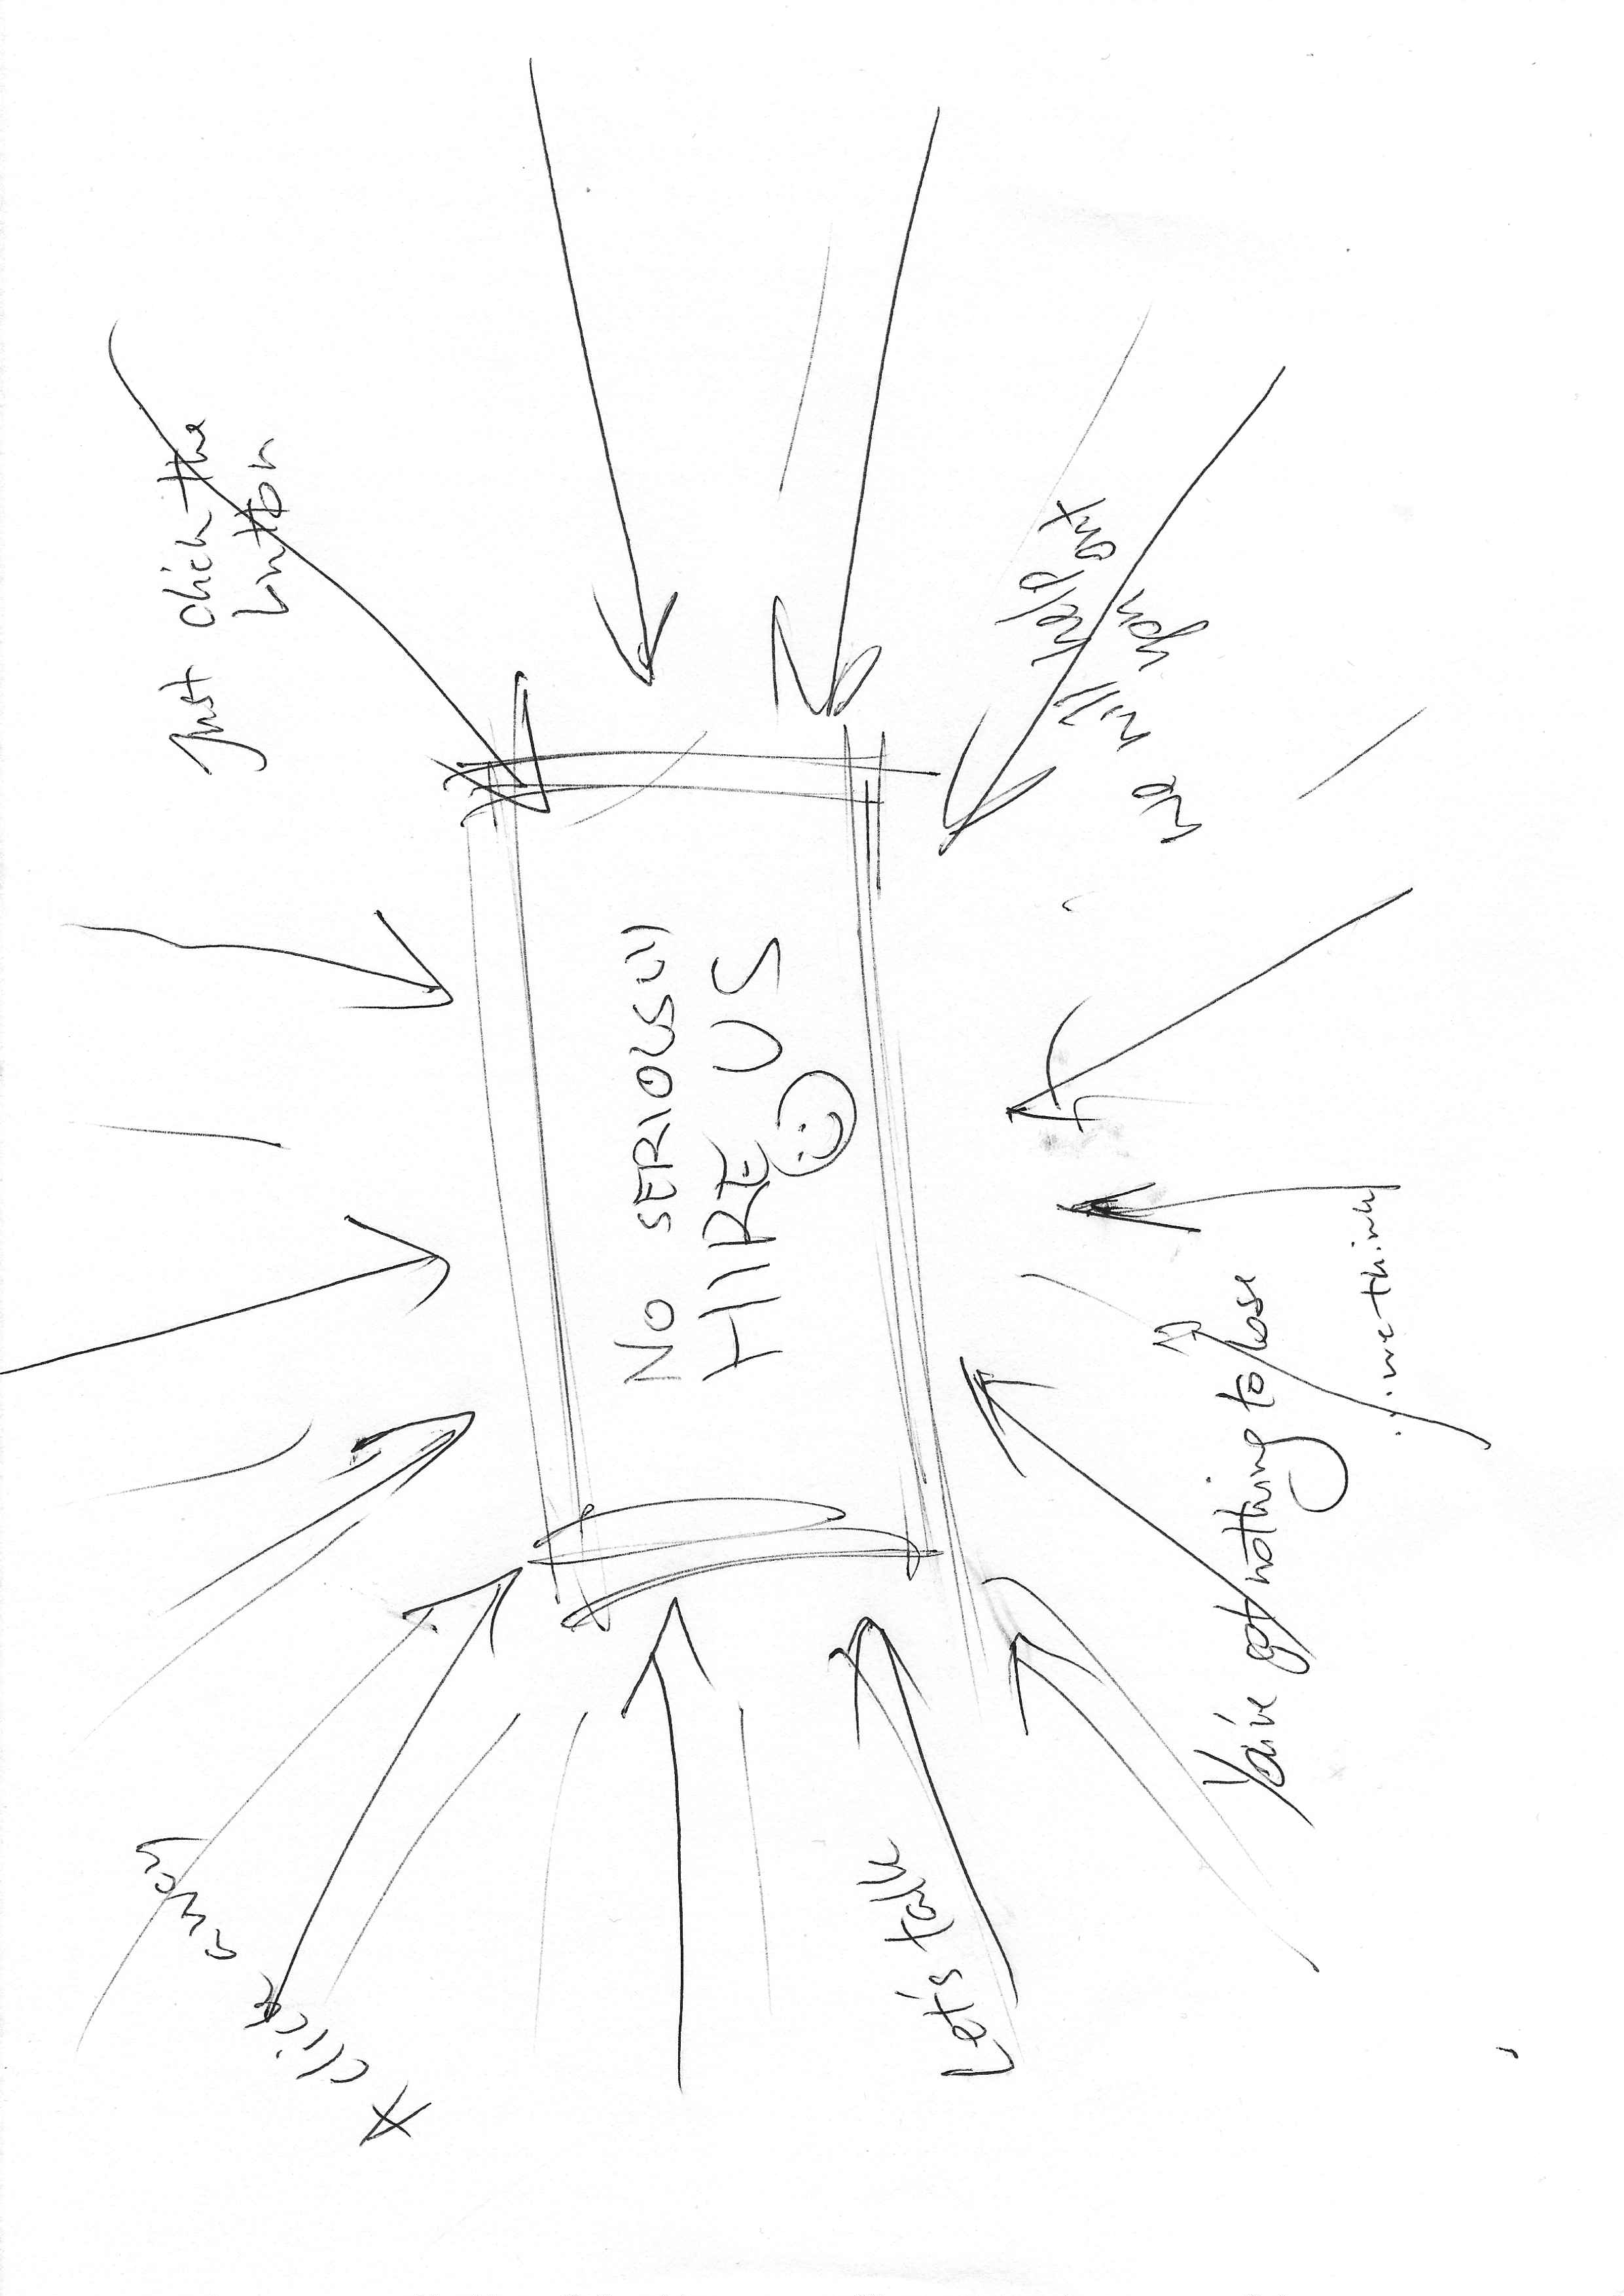 A click away
Just click the
button
No SERIOUSLY
HIRE US
Let's talk
We will help
you out
You've got nothing to lose
...we think